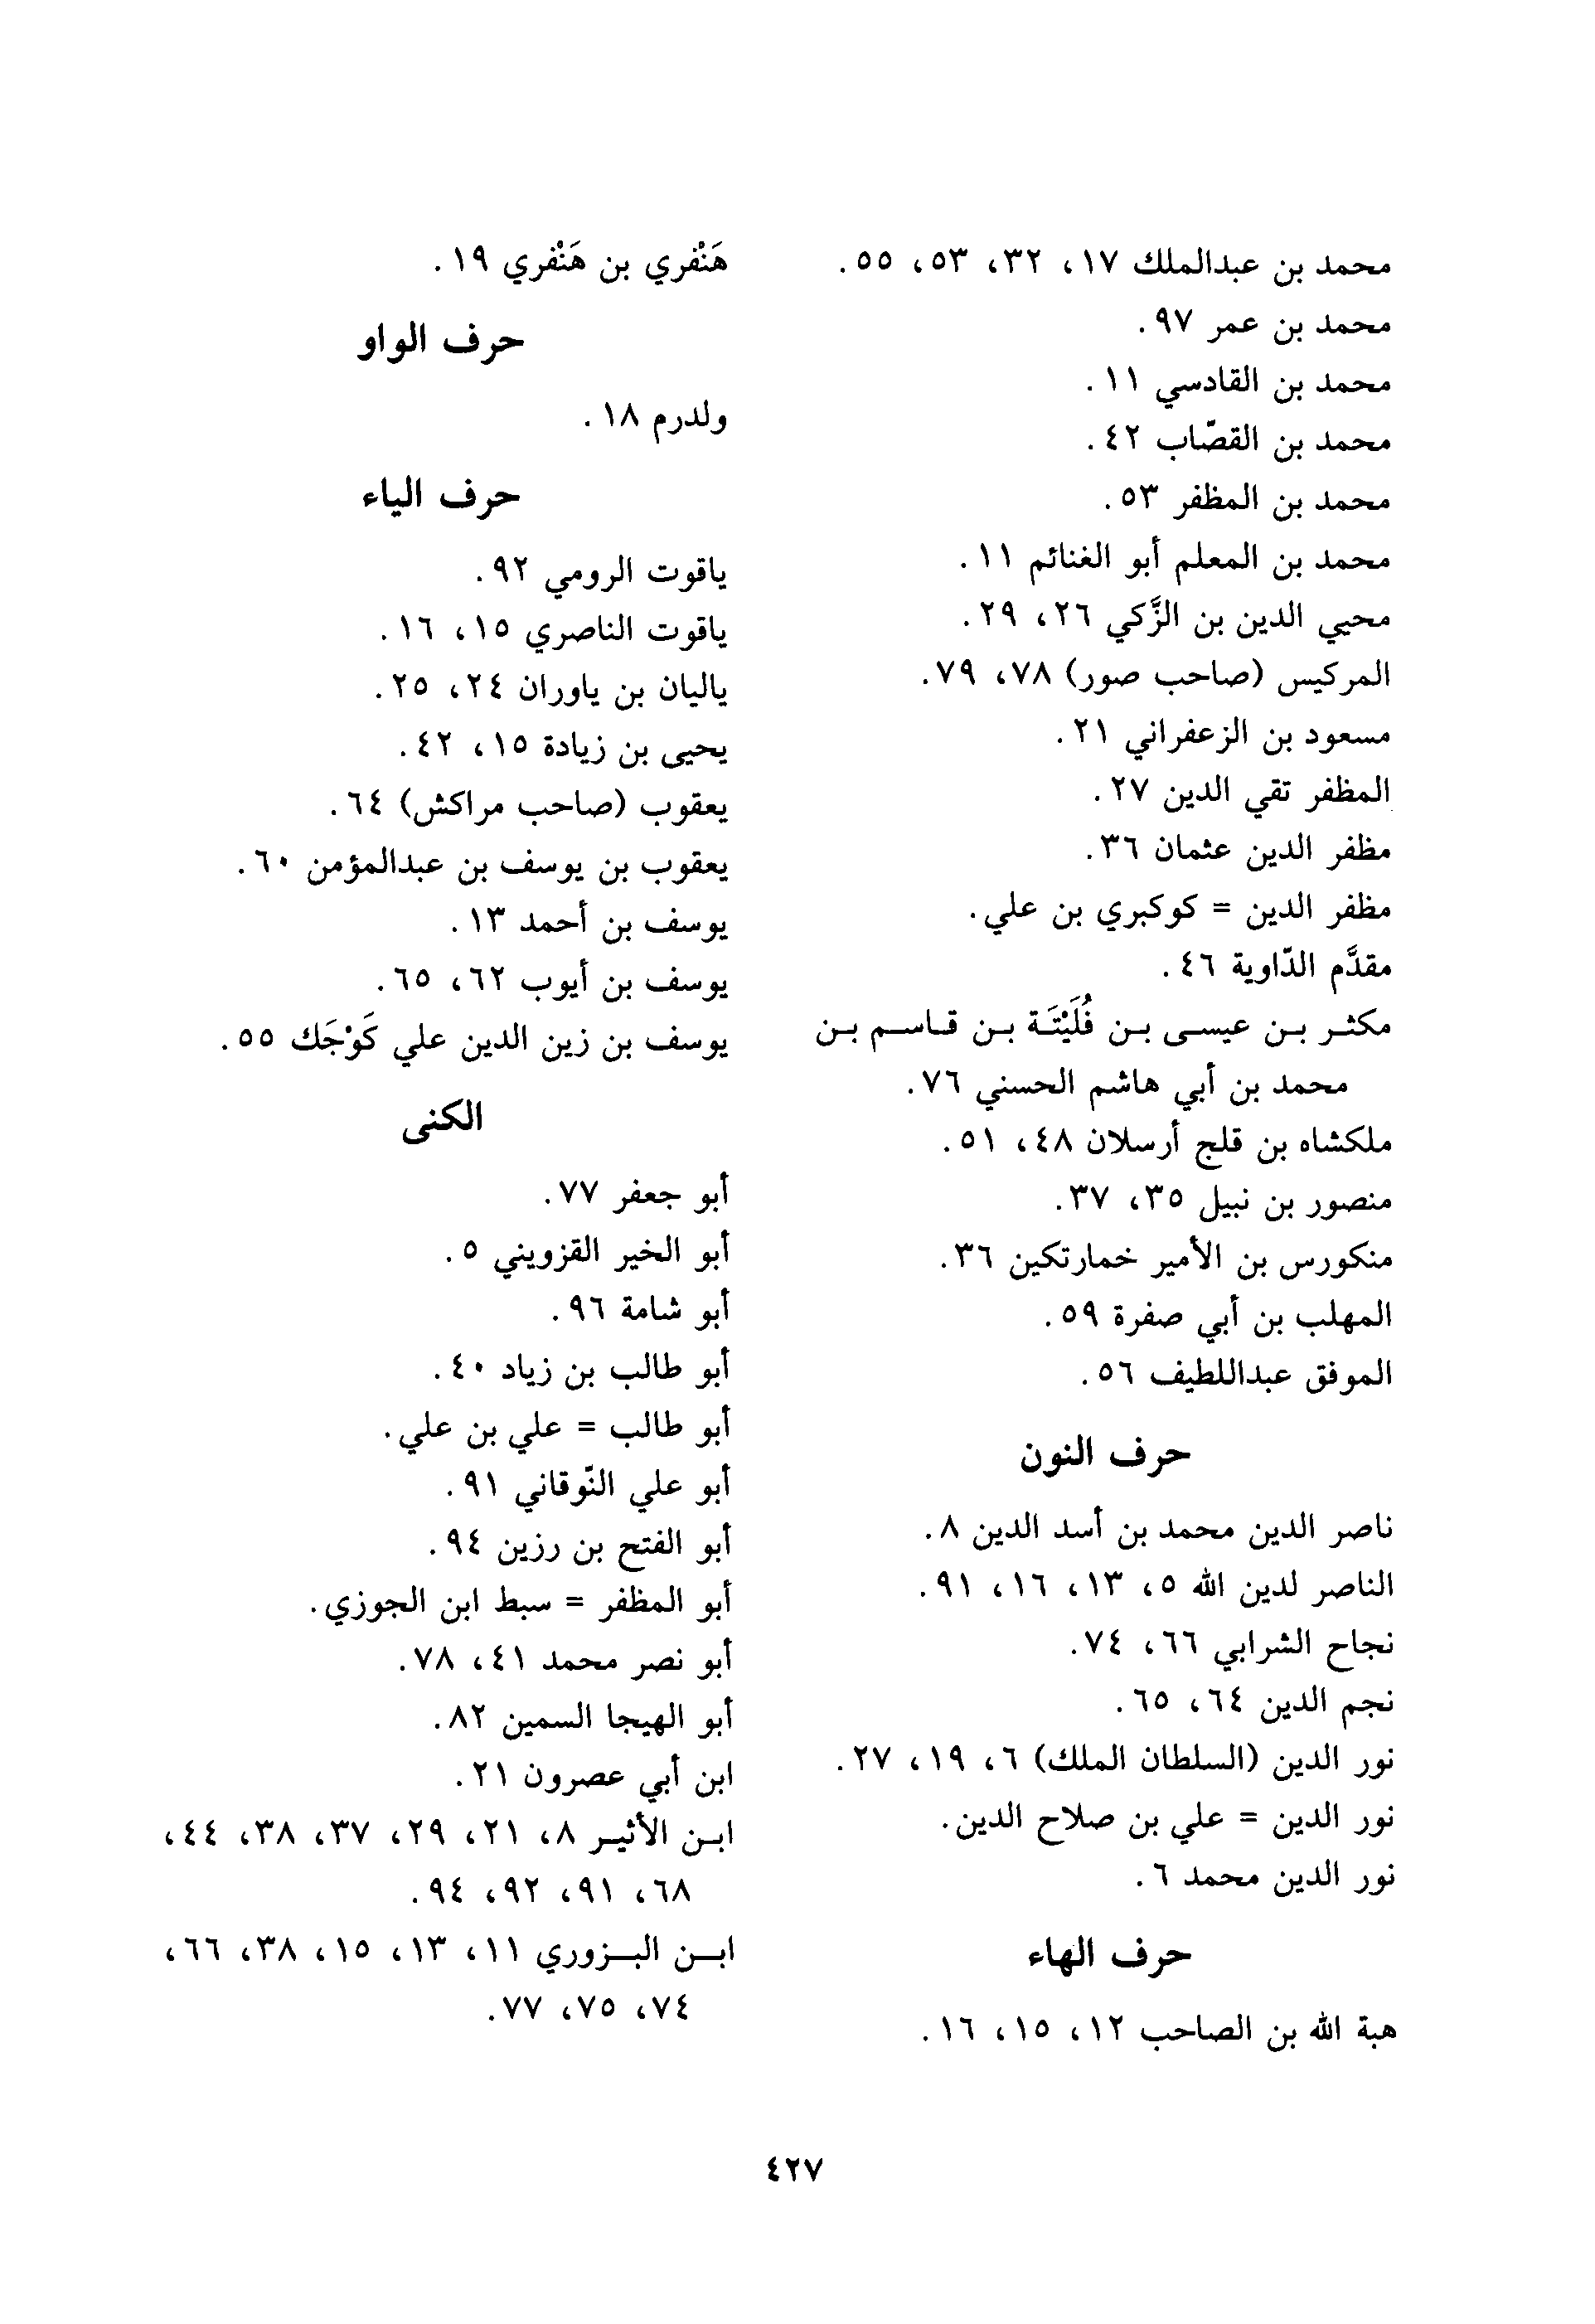 محمد بن عبدالملك ١٧، ٣٢، ٥٣، ٥٥.
محمد بن عمر ٩٧.
محمد بن القادسي ١١.
محمد بن القصّاب ٤٢.
محمد بن المظفر ٥٣.
محمد بن المعلم أبو الغنائم ١١.
محيي الدين بن الزَّكي ٢٦، ٢٩.
المركيس (صاحب صور) ٧٨، ٧٩.
مسعود بن الزعفراني ٢١.
المظفر تقي الدين ٢٧.
مظفر الدين عثمان ٣٦.
مظفر الدين = كوكبري بن علي.
مقدَّم الدّاوية ٤٦.
مكثـر بـن عيسـى بـن فُلَيْتَـة بـن قـاسـم بـن
محمد بن أبي هاشم الحسني ٧٦.
ملكشاه بن قلج أرسلان ٤٨، ٥١.
منصور بن نبيل ٣٥، ٣٧.
منكورس بن الأمير خمارتكين ٣٦.
المهلب بن أبي صفرة ٥٩.
الموفق عبداللطيف ٥٦.
حرف النون
ناصر الدين محمد بن أسد الدين ٨.
الناصر لدين الله ٥، ١٣، ١٦، ٩١.
نجاح الشرابي ٦٦، ٧٤.
نجم الدين ٦٤، ٦٥.
نور الدين (السلطان الملك) ٦، ١٩، ٢٧.
نور الدين = علي بن صلاح الدين.
نور الدين محمد ٦.
حرف الهاء
هبة الله بن الصاحب ١٢، ١٥، ١٦.
هَنْفري بن هَنْفري ١٩.
حرف الواو
ولدرم ١٨.
حرف الياء
ياقوت الرومي ٩٢.
ياقوت الناصري ١٥، ١٦.
ياليان بن ياوران ٢٤، ٢٥.
يحيى بن زيادة ١٥، ٤٢.
يعقوب (صاحب مراكش) ٦٤.
يعقوب بن يوسف بن عبدالمؤمن ٦٠.
يوسف بن أحمد ١٣.
يوسف بن أيوب ٦٢، ٦٥.
يوسف بن زين الدين علي كَوْجَك ٥٥.
الكنى
أبو جعفر ٧٧.
أبو الخير القزويني ٥.
أبو شامة ٩٦.
أبو طالب بن زياد ٤٠.
أبو طالب = علي بن علي.
أبو علي النّوقاني ٩١.
أبو الفتح بن رزين ٩٤.
أبو المظفر = سبط ابن الجوزي.
أبو نصر محمد ٤١، ٧٨.
أبو الهيجا السمين ٨٢.
ابن أبي عصرون ٢١.
ابـن الأثيـر ٨، ٢١، ٢٩، ٣٧، ٣٨، ٤٤،
٦٨، ٩١، ٩٢، ٩٤.
ابــن البــزوري ١١، ١٣، ١٥، ٣٨، ٦٦،
٧٤، ٧٥، ٧٧.
٤٢٧